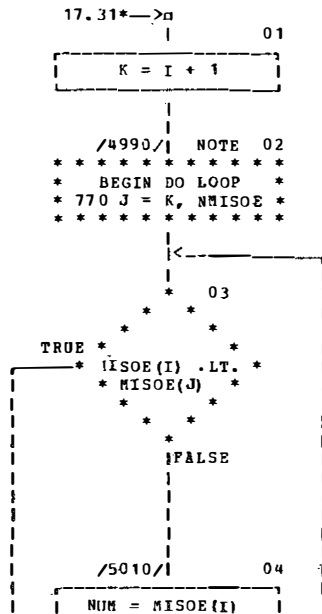 17.31*—>¤
01
K = I + 1
/4990/ NOTE 02
BEGIN DO LOOP
770 J = K, NMISOE
03
TRUE
MISOE(I) .LT.
MISOE(J)
FALSE
/5010/ 04
NUM = MISOE(I)